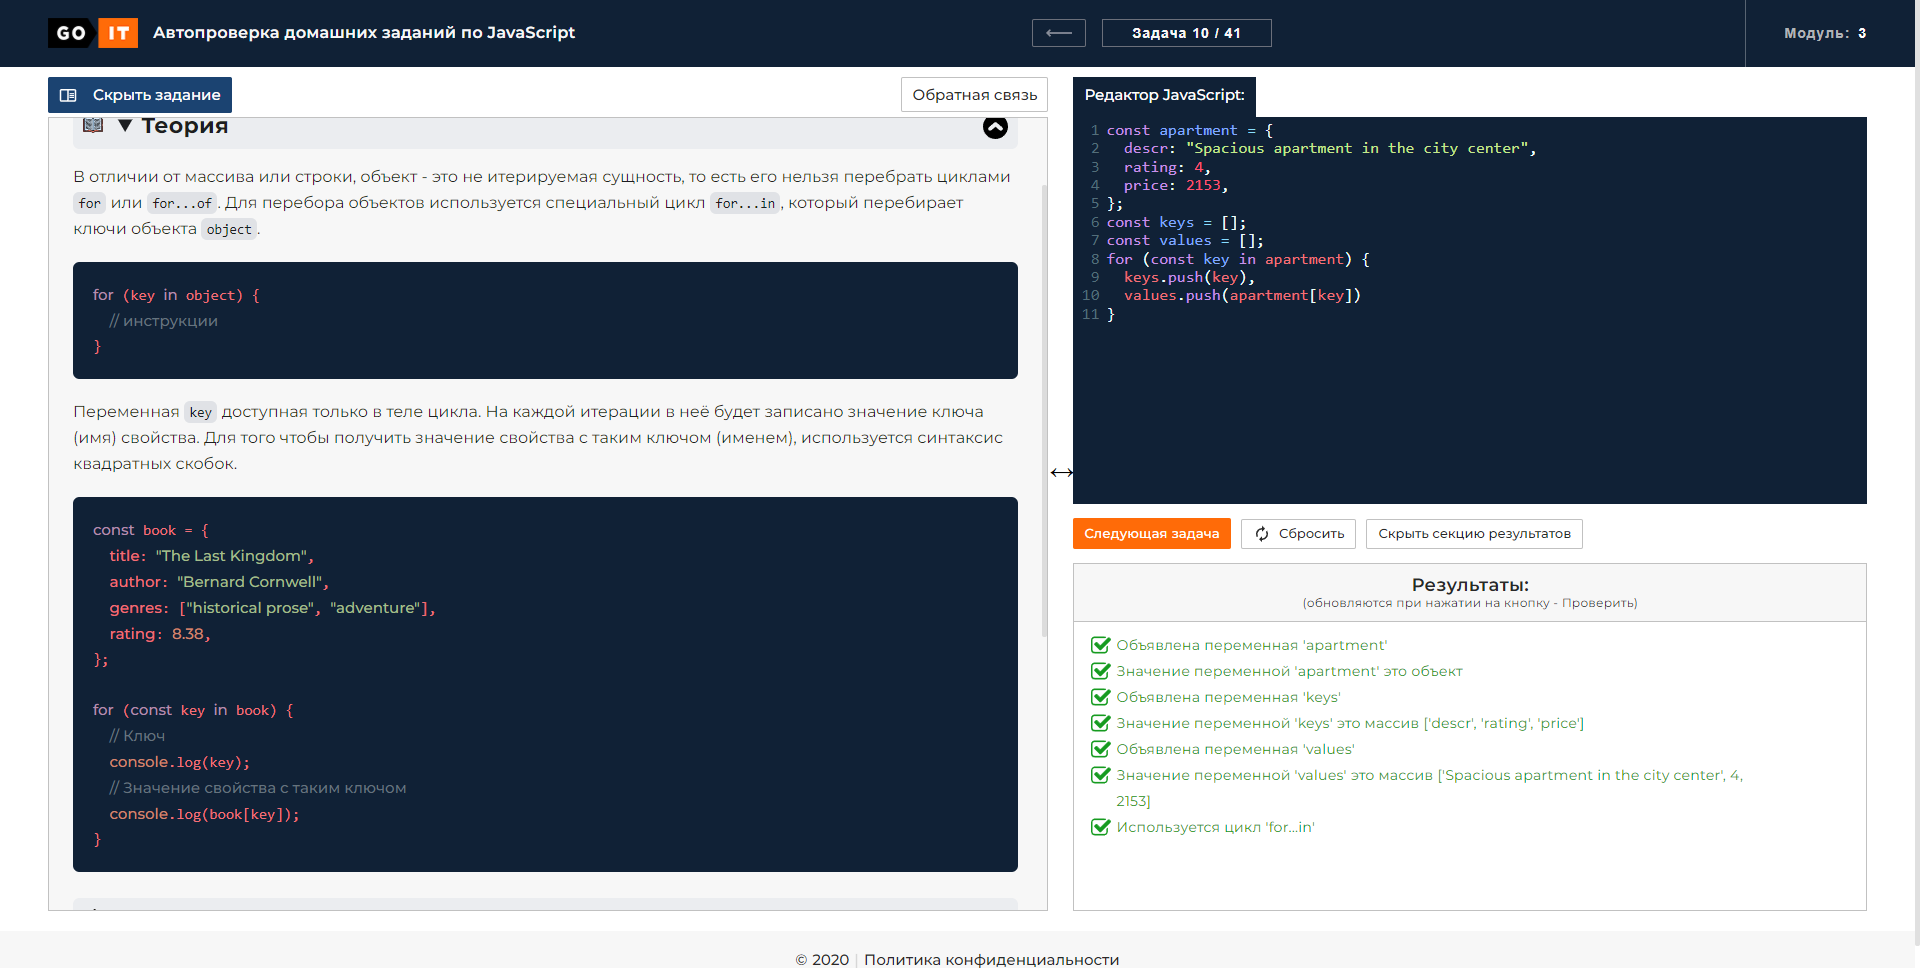 GO IT Автопроверка домашних заданий по JavaScript
Задача 10 / 41
Модуль: 3
Скрыть задание
Обратная связь
Теория
В отличии от массива или строки, объект - это не итерируемая сущность, то есть его нельзя перебрать циклами
for или for...of. Для перебора объектов используется специальный цикл for...in, который перебирает
ключи объекта object.
for (key in object) {
// инструкции
}
Переменная key доступная только в теле цикла. На каждой итерации в неё будет записано значение ключа
(имя) свойства. Для того чтобы получить значение свойства с таким ключом (именем), используется синтаксис
квадратных скобок.
const book = {
title: "The Last Kingdom",
author: "Bernard Cornwell",
genres: ["historical prose", "adventure"],
rating: 8.38,
};
for (const key in book) {
// Ключ
console.log(key);
// Значение свойства с таким ключом
console.log(book[key]);
}
Редактор JavaScript:
1 const apartment = {
2 descr: "Spacious apartment in the city center",
3 rating: 4,
4 price: 2153,
5 };
6 const keys = [];
7 const values = [];
8 for (const key in apartment) {
9 keys.push(key),
10 values.push(apartment[key])
11 }
Следующая задача
Сбросить
Скрыть секцию результатов
Результаты:
(обновляются при нажатии на кнопку - Проверить)
Объявлена переменная 'apartment'
Значение переменной 'apartment' это объект
Объявлена переменная 'keys'
Значение переменной 'keys' это массив ['descr', 'rating', 'price']
Объявлена переменная 'values'
Значение переменной 'values' это массив ['Spacious apartment in the city center', 4,
2153]
Используется цикл 'for...in'
© 2020 | Политика конфиденциальности